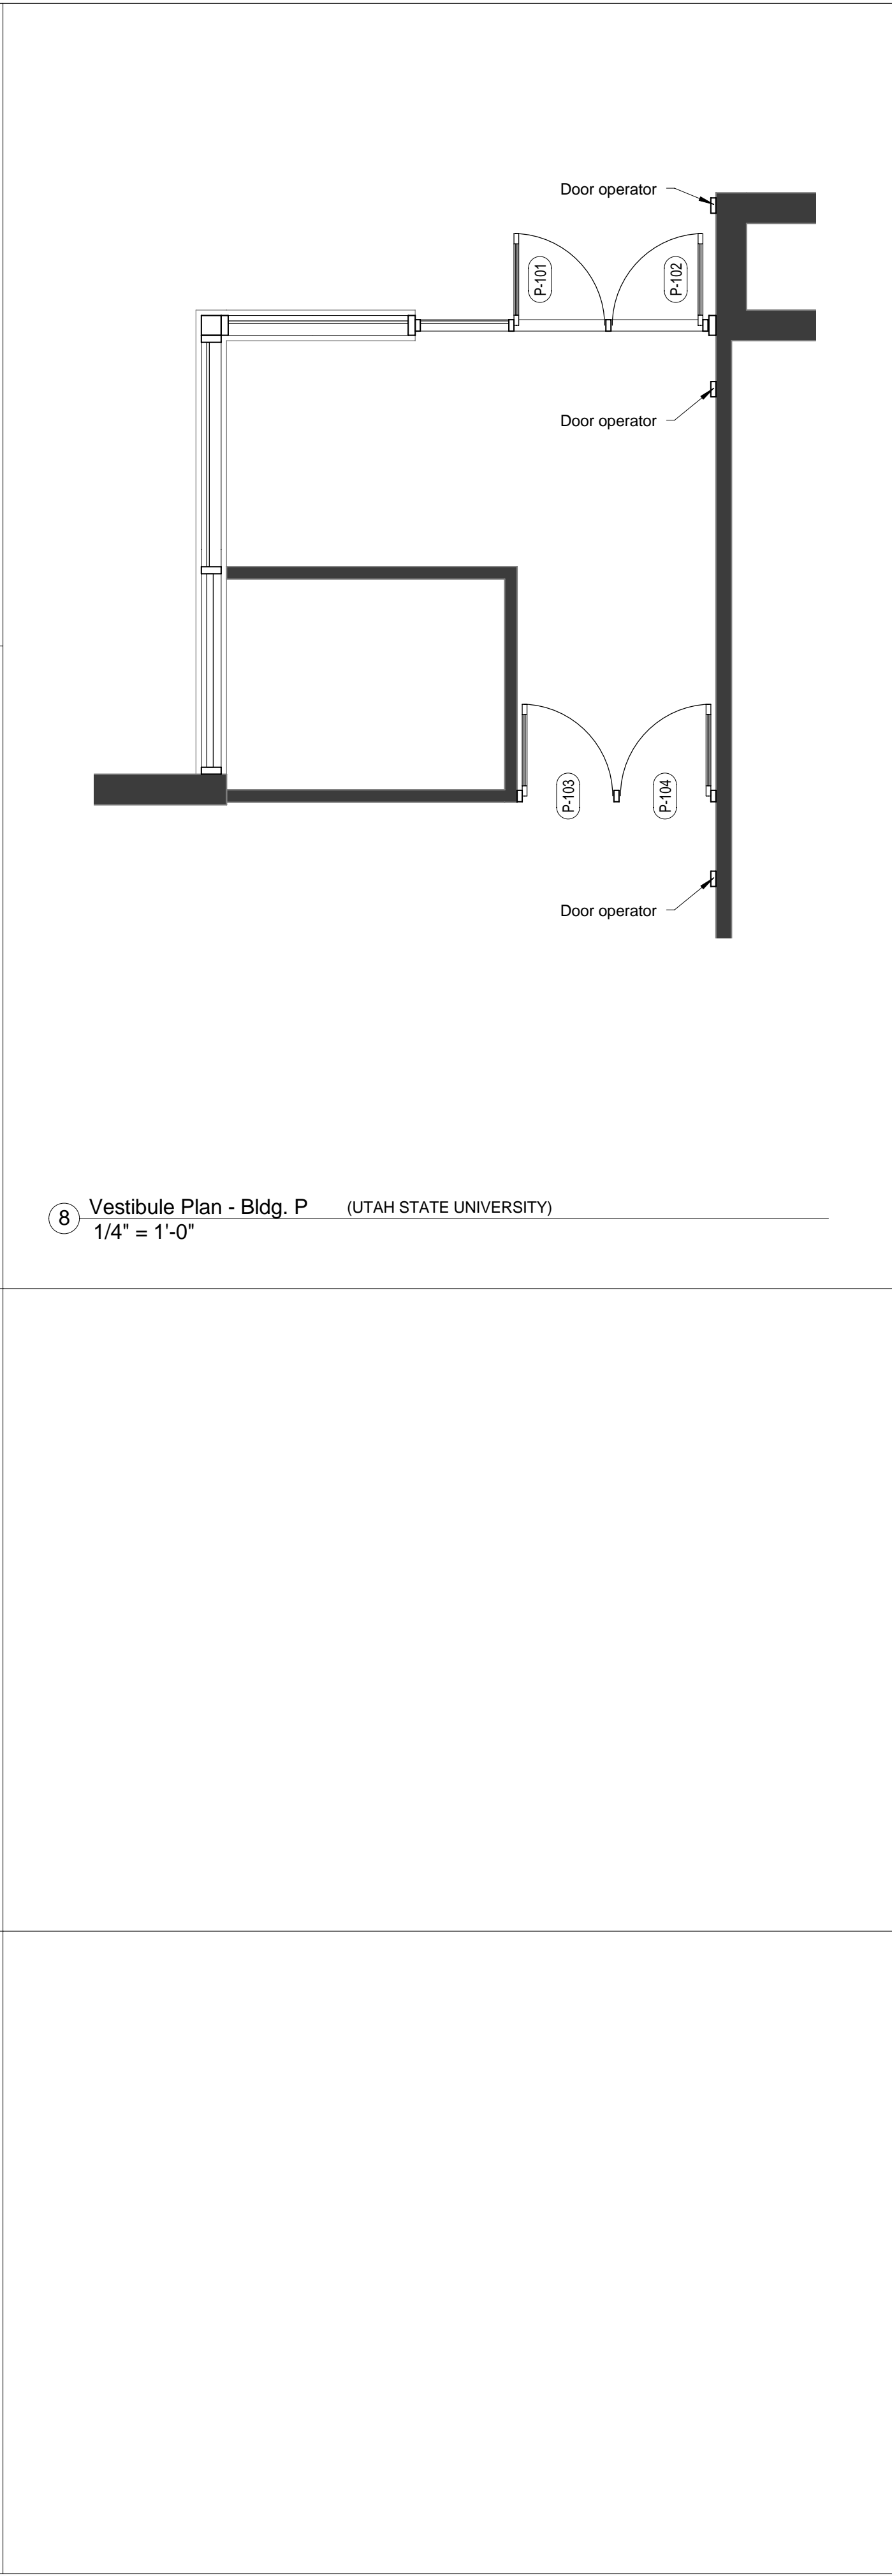 Door operator
P-101
P-102
Door operator
P-103
P-104
Door operator
8
Vestibule Plan - Bldg. P (UTAH STATE UNIVERSITY)
1/4" = 1'-0"